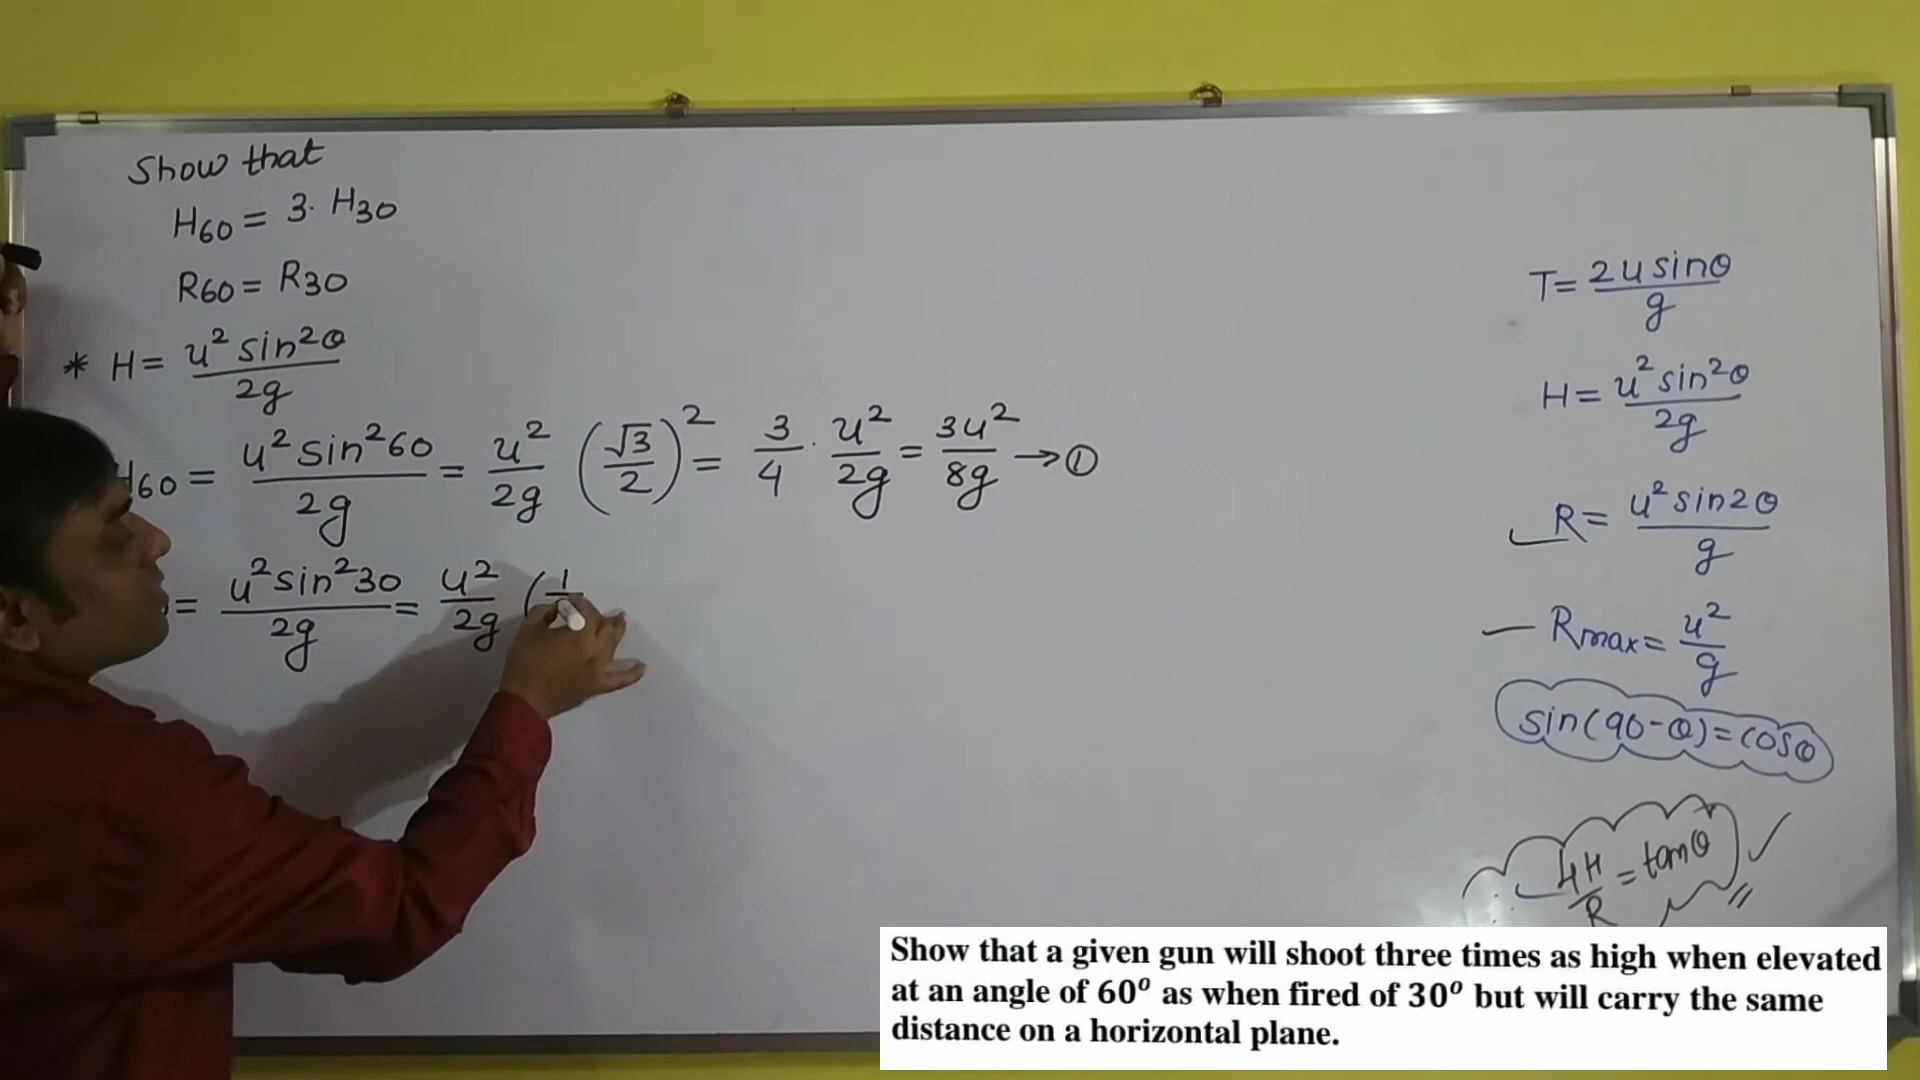 Show that
H60 = 3. H30
R60 = R30
* H = u² sin²θ / 2g
H60 = u² sin²60 / 2g = u² / 2g (√3 / 2)² = 3 / 4 . u² / 2g = 3u² / 8g → ①
= u² sin²30 / 2g = u² / 2g ( 1
T = 2u sinθ / g
H = u² sin²θ / 2g
R = u² sin2θ / g
Rmax = u² / g
sin(90-θ) = cosθ
4H / R = tanθ ✓
Show that a given gun will shoot three times as high when elevated
at an angle of 60° as when fired of 30° but will carry the same
distance on a horizontal plane.